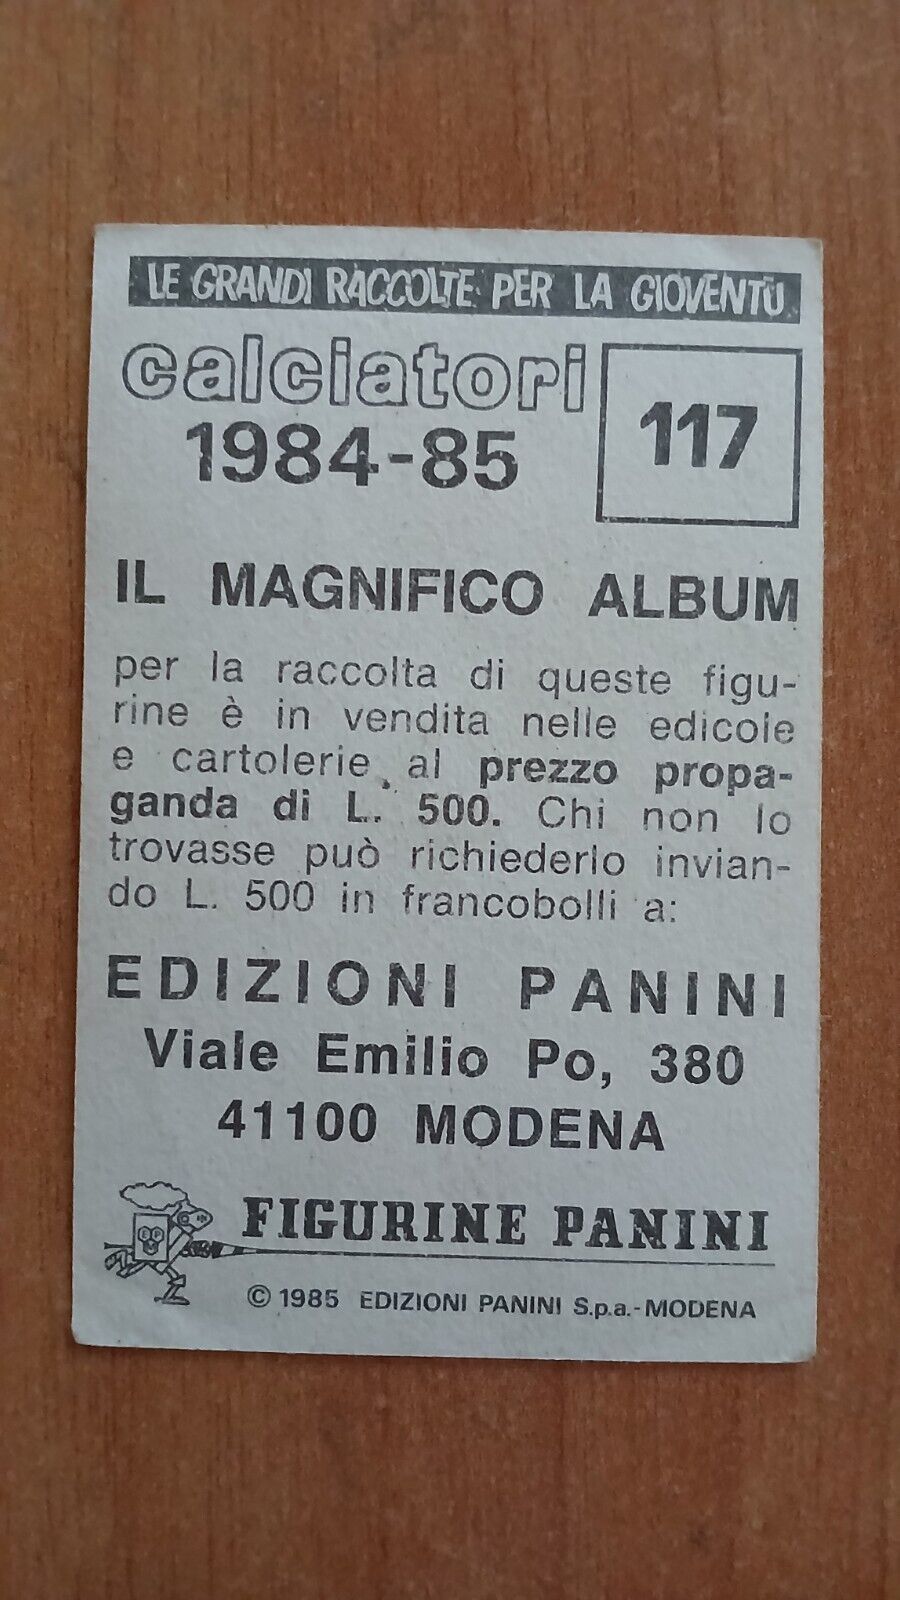 LE GRANDI RACCOLTE PER LA GIOVENTÙ
calciatori
1984-85
117
IL MAGNIFICO ALBUM
per la raccolta di queste figu-
rine è in vendita nelle edicole
e cartolerie al prezzo propa-
ganda di L. 500. Chi non lo
trovasse può richiederlo invian-
do L. 500 in francobolli a:
EDIZIONI PANINI
Viale Emilio Po, 380
41100 MODENA
FIGURINE PANINI
© 1985 EDIZIONI PANINI S.p.a.-MODENA